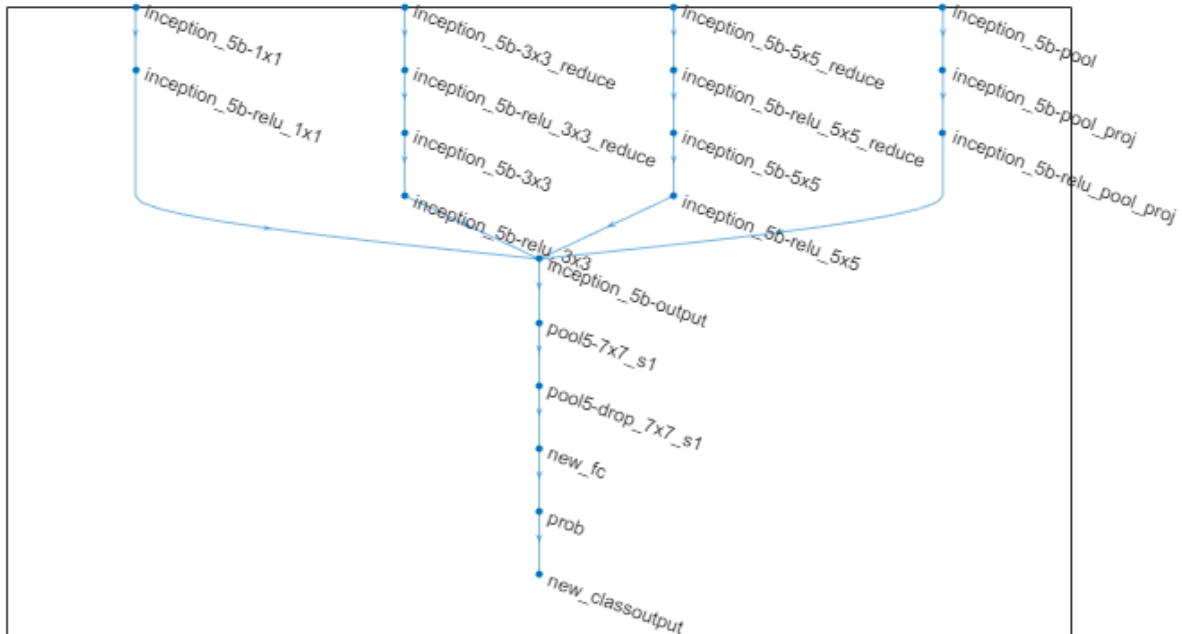 inception_5b-1x1
inception_5b-3x3_reduce
inception_5b-5x5_reduce
inception_5b-pool
inception_5b-relu_1x1
inception_5b-relu_3x3_reduce
inception_5b-relu_5x5_reduce
inception_5b-pool_proj
inception_5b-3x3
inception_5b-5x5
inception_5b-relu_pool_proj
inception_5b-relu_3x3
inception_5b-relu_5x5
inception_5b-output
pool5-7x7_s1
pool5-drop_7x7_s1
new_fc
prob
new_classoutput